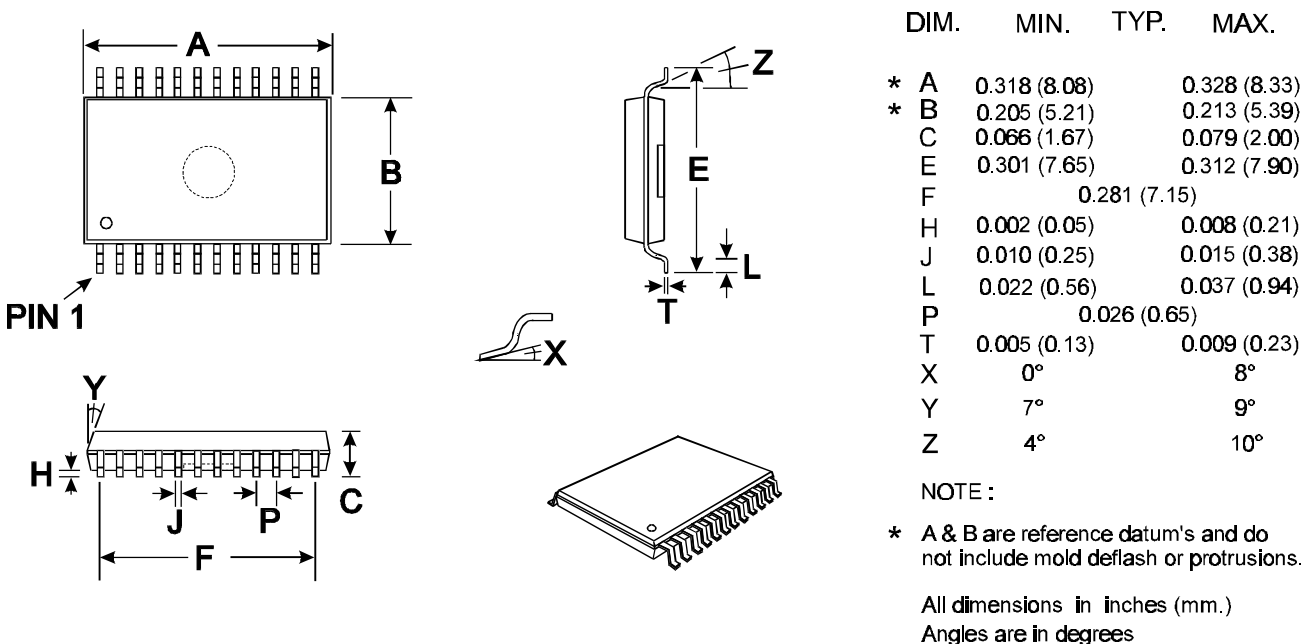 A
B
PIN 1
Z
E
L
T
X
Y
H
J
P
C
F
DIM. MIN. TYP. MAX.
* A 0.318 (8.08) 0.328 (8.33)
* B 0.205 (5.21) 0.213 (5.39)
C 0.066 (1.67) 0.079 (2.00)
E 0.301 (7.65) 0.312 (7.90)
F 0.281 (7.15)
H 0.002 (0.05) 0.008 (0.21)
J 0.010 (0.25) 0.015 (0.38)
L 0.022 (0.56) 0.037 (0.94)
P 0.026 (0.65)
T 0.005 (0.13) 0.009 (0.23)
X 0° 8°
Y 7° 9°
Z 4° 10°
NOTE :
* A & B are reference datum's and do
not include mold deflash or protrusions.
All dimensions in inches (mm.)
Angles are in degrees